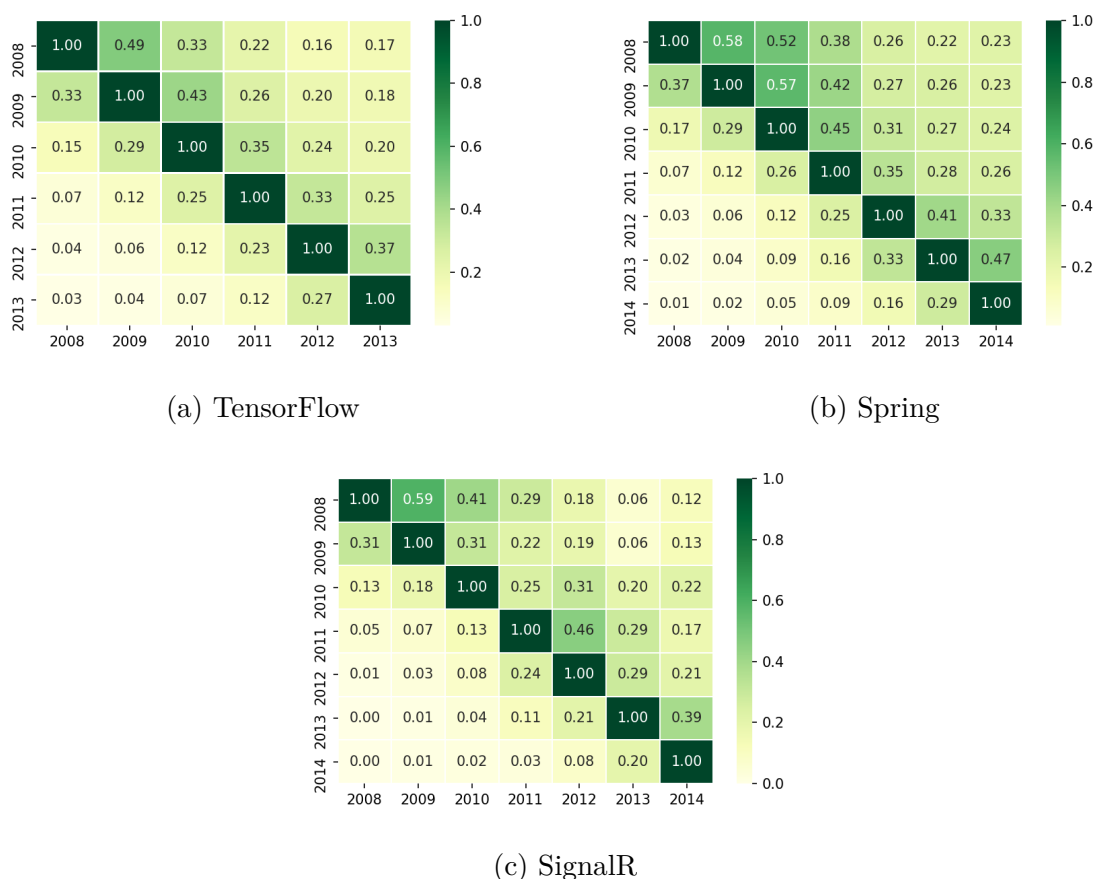 2008 1.00 0.49 0.33 0.22 0.16 0.17
2009 0.33 1.00 0.43 0.26 0.20 0.18
2010 0.15 0.29 1.00 0.35 0.24 0.20
2011 0.07 0.12 0.25 1.00 0.33 0.25
2012 0.04 0.06 0.12 0.23 1.00 0.37
2013 0.03 0.04 0.07 0.12 0.27 1.00
2008 2009 2010 2011 2012 2013
1.0
0.8
0.6
0.4
0.2
(a) TensorFlow
2008 1.00 0.58 0.52 0.38 0.26 0.22 0.23
2009 0.37 1.00 0.57 0.42 0.27 0.26 0.23
2010 0.17 0.29 1.00 0.45 0.31 0.27 0.24
2011 0.07 0.12 0.26 1.00 0.35 0.28 0.26
2012 0.03 0.06 0.12 0.25 1.00 0.41 0.33
2013 0.02 0.04 0.09 0.16 0.33 1.00 0.47
2014 0.01 0.02 0.05 0.09 0.16 0.29 1.00
2008 2009 2010 2011 2012 2013 2014
1.0
0.8
0.6
0.4
0.2
(b) Spring
2008 1.00 0.59 0.41 0.29 0.18 0.06 0.12
2009 0.31 1.00 0.31 0.22 0.19 0.06 0.13
2010 0.13 0.18 1.00 0.25 0.31 0.20 0.22
2011 0.05 0.07 0.13 1.00 0.46 0.29 0.17
2012 0.01 0.03 0.08 0.24 1.00 0.29 0.21
2013 0.00 0.01 0.04 0.11 0.21 1.00 0.39
2014 0.00 0.01 0.02 0.03 0.08 0.20 1.00
2008 2009 2010 2011 2012 2013 2014
1.0
0.8
0.6
0.4
0.2
0.0
(c) SignalR